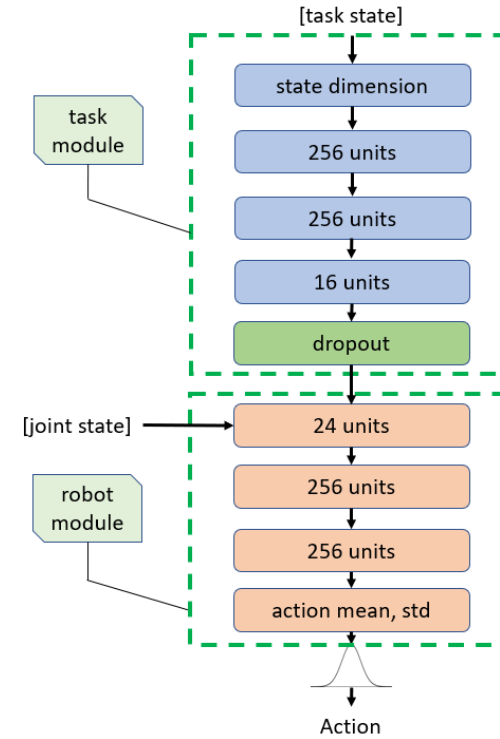 [task state]
state dimension
task
module
256 units
256 units
16 units
dropout
[joint state]
24 units
robot
module
256 units
256 units
action mean, std
Action